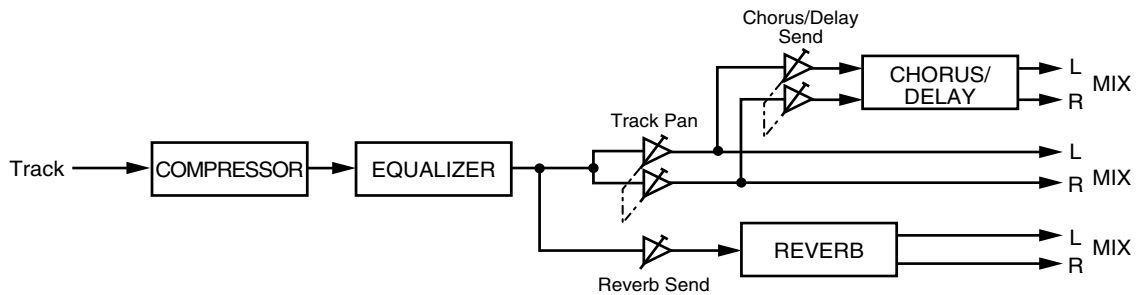 Chorus/Delay
Send
CHORUS/
DELAY
L
R
MIX
Track Pan
Track
COMPRESSOR
EQUALIZER
L
R
MIX
REVERB
Reverb Send
L
R
MIX